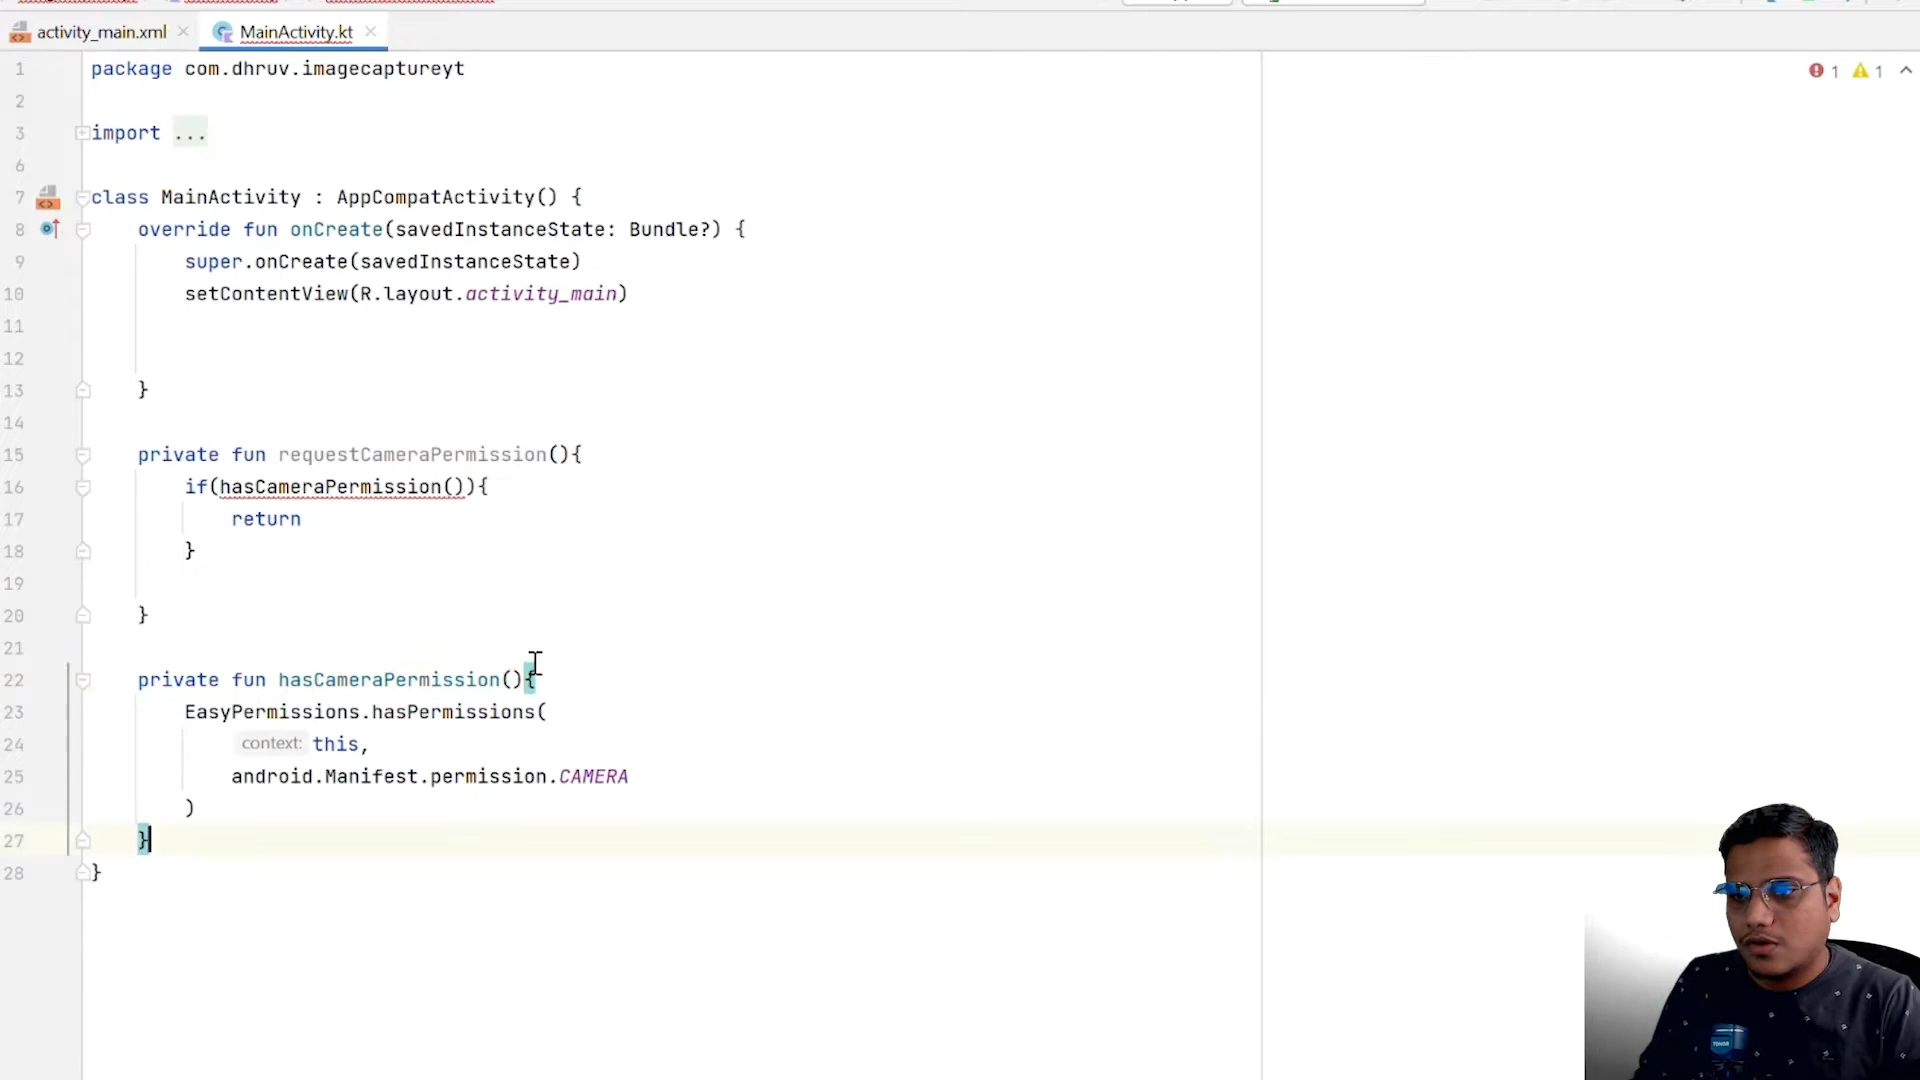 activity_main.xml
MainActivity.kt
1 1
1 package com.dhruv.imagecaptureyt
2
3 import ...
6
7 class MainActivity : AppCompatActivity() {
8 override fun onCreate(savedInstanceState: Bundle?) {
9 super.onCreate(savedInstanceState)
10 setContentView(R.layout.activity_main)
11
12
13 }
14
15 private fun requestCameraPermission(){
16 if(hasCameraPermission()){
17 return
18 }
19
20 }
21
22 private fun hasCameraPermission(){
23 EasyPermissions.hasPermissions(
24 context: this,
25 android.Manifest.permission.CAMERA
26 )
27 }
28 }